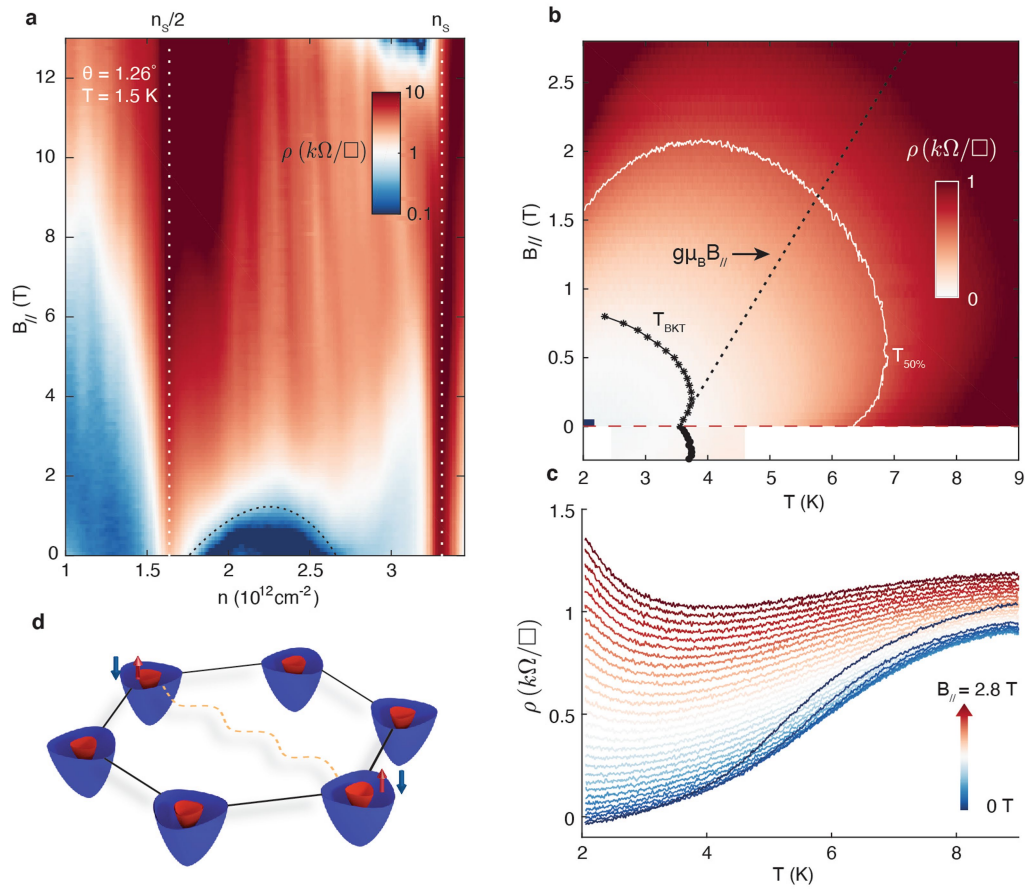 a
n_s/2
n_s
θ = 1.26°
T = 1.5 K
ρ (kΩ/□)
10
1
0.1
12
10
8
6
4
2
0
B_// (T)
1
1.5
2
2.5
3
n (10^12cm^-2)
b
2.5
2
1.5
1
0.5
0
B_// (T)
gμ_BB_//
T_BKT
T_50%
ρ (kΩ/□)
1
0
2
3
4
5
6
7
8
9
T (K)
c
1.5
1
0.5
0
ρ (kΩ/□)
B_// = 2.8 T
0 T
2
4
6
8
T (K)
d